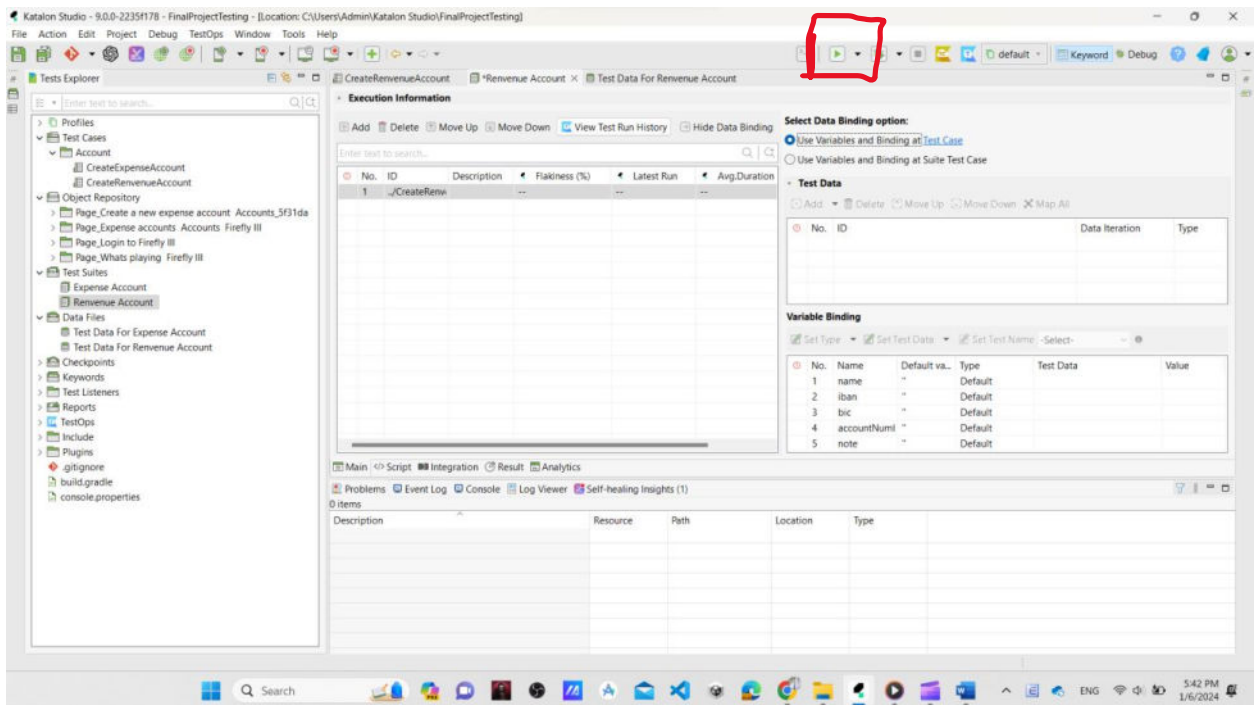 Katalon Studio - 9.0.0-2235f178 - FinalProjectTesting - [Location: C:\Users\Admin\Katalon Studio\FinalProjectTesting]
File Action Edit Project Debug TestOps Window Tools Help
default Keyword Debug
Tests Explorer
Enter text to search...
Profiles
Test Cases
Account
CreateExpenseAccount
CreateRenvenueAccount
Object Repository
Page_Create a new expense account Accounts_5f31da
Page_Expense accounts Accounts Firefly III
Page_Login to Firefly III
Page_Whats playing Firefly III
Test Suites
Expense Account
Renvenue Account
Data Files
Test Data For Expense Account
Test Data For Renvenue Account
Checkpoints
Keywords
Test Listeners
Reports
TestOps
Include
Plugins
.gitignore
build.gradle
console.properties
CreateRenvenueAccount *Renvenue Account Test Data For Renvenue Account
Execution Information
Add Delete Move Up Move Down View Test Run History Hide Data Binding
Enter text to search...
No. ID Description Flakiness (%) Latest Run Avg.Duration
1 ../CreateRenv -- -- --
Select Data Binding option:
Use Variables and Binding at Test Case
Use Variables and Binding at Suite Test Case
Test Data
Add Delete Move Up Move Down Map All
No. ID Data Iteration Type
Variable Binding
Set Type Set Test Data Set Test Name -Select-
No. Name Default va... Type Test Data Value
1 name '' Default
2 iban '' Default
3 bic '' Default
4 accountNuml '' Default
5 note '' Default
Main Script Integration Result Analytics
Problems Event Log Console Log Viewer Self-healing Insights (1)
0 items
Description Resource Path Location Type
Search
ENG
5:42 PM
1/6/2024